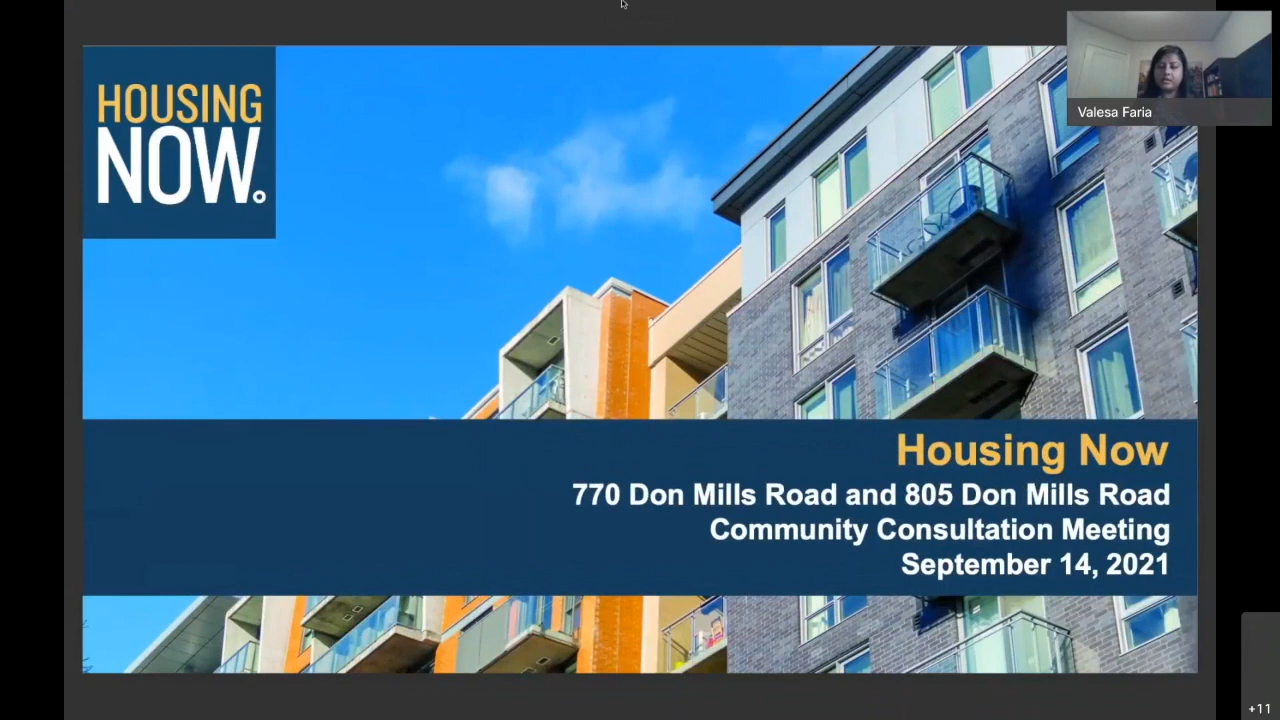 HOUSING
NOW.
Valesa Faria
Housing Now
770 Don Mills Road and 805 Don Mills Road
Community Consultation Meeting
September 14, 2021
+11